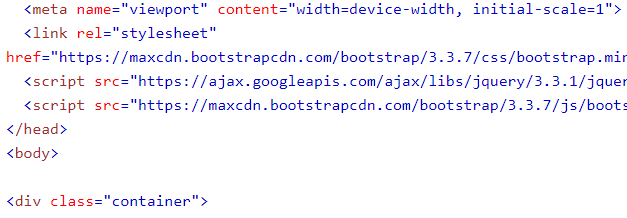 <meta name="viewport" content="width=device-width, initial-scale=1">
<link rel="stylesheet"
href="https://maxcdn.bootstrapcdn.com/bootstrap/3.3.7/css/bootstrap.min
<script src="https://ajax.googleapis.com/ajax/libs/jquery/3.3.1/jquer
<script src="https://maxcdn.bootstrapcdn.com/bootstrap/3.3.7/js/boots
</head>
<body>
<div class="container">